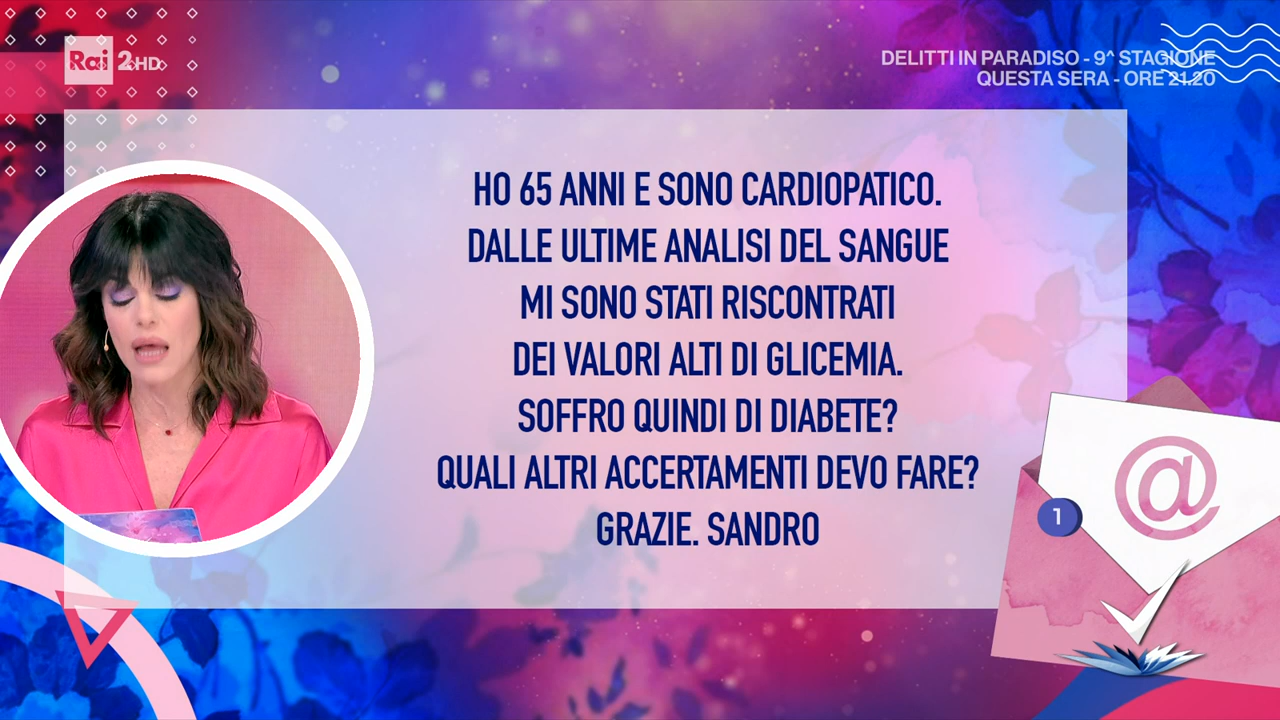 Rai 2HD
DELITTI IN PARADISO - 9^ STAGIONE
QUESTA SERA - ORE 21.20
HO 65 ANNI E SONO CARDIOPATICO.
DALLE ULTIME ANALISI DEL SANGUE
MI SONO STATI RISCONTRATI
DEI VALORI ALTI DI GLICEMIA.
SOFFRO QUINDI DI DIABETE?
QUALI ALTRI ACCERTAMENTI DEVO FARE?
GRAZIE. SANDRO
@
1